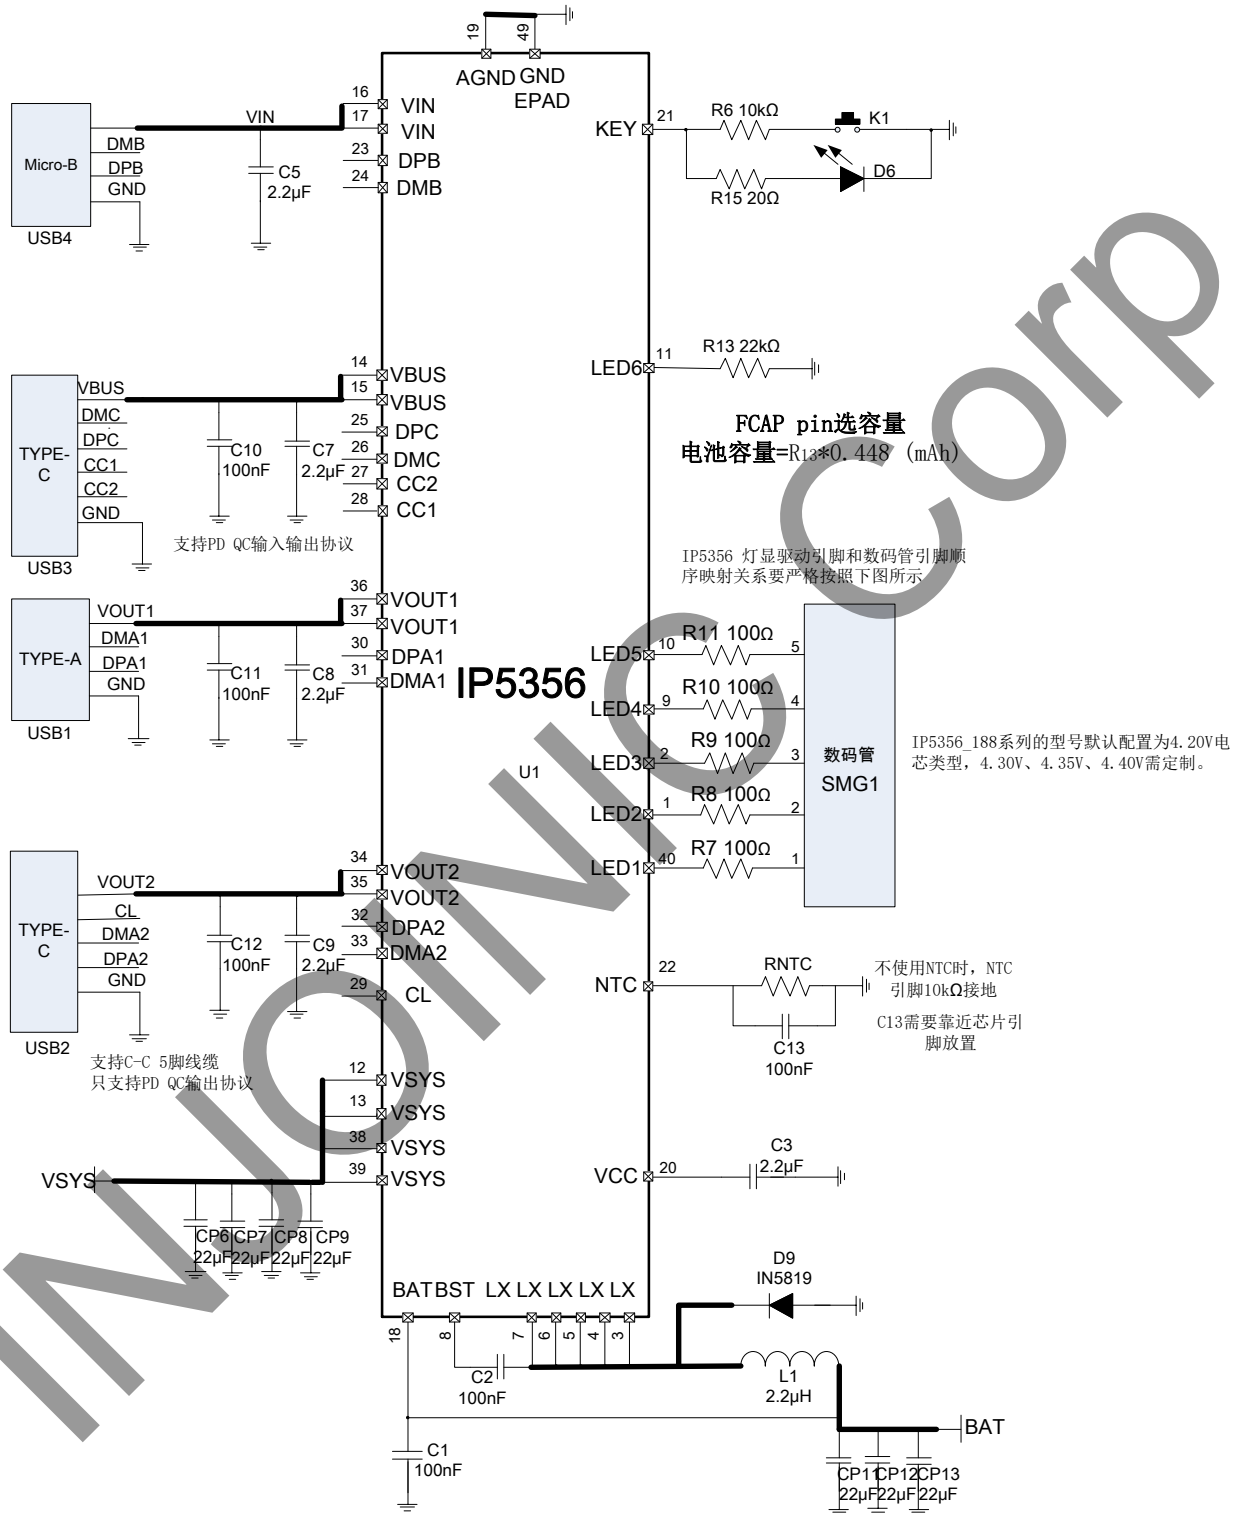 19
49
AGND GND
EPAD
16
VIN
17
VIN
23
DPB
24
DMB
VIN
Micro-B
DMB
DPB
GND
USB4
C5
2.2μF
KEY
21
R6 10kΩ
K1
R15 20Ω
D6
LED6
11
R13 22kΩ
FCAP pin选容量
电池容量=R13*0.448 (mAh)
14
VBUS
15
VBUS
25
DPC
26
DMC
27
CC2
28
CC1
TYPE-
C
VBUS
DMC
DPC
CC1
CC2
GND
USB3
C10
100nF
C7
2.2μF
支持PD QC输入输出协议
IP5356 灯显驱动引脚和数码管引脚顺
序映射关系要严格按照下图所示
TYPE-A
VOUT1
DMA1
DPA1
GND
USB1
C11
100nF
C8
2.2μF
36
VOUT1
37
VOUT1
30
DPA1
31
DMA1
IP5356
U1
LED5
10
R11 100Ω
5
LED4
9
R10 100Ω
4
LED3
2
R9 100Ω
3
LED2
1
R8 100Ω
2
LED1
40
R7 100Ω
1
数码管
SMG1
IP5356_188系列的型号默认配置为4.20V电
芯类型，4.30V、4.35V、4.40V需定制。
TYPE-
C
VOUT2
CL
DMA2
DPA2
GND
USB2
C12
100nF
C9
2.2μF
34
VOUT2
35
VOUT2
32
DPA2
33
DMA2
29
CL
支持C-C 5脚线缆
只支持PD QC输出协议
NTC
22
RNTC
C13
100nF
不使用NTC时，NTC
引脚10kΩ接地
C13需要靠近芯片引
脚放置
12
VSYS
13
VSYS
38
VSYS
39
VSYS
VSYS
CP6
22μF
CP7
22μF
CP8
22μF
CP9
22μF
VCC
20
C3
2.2μF
BAT BST LX LX LX LX LX
18
8
7
6
5
4
3
D9
IN5819
C2
100nF
L1
2.2μH
C1
100nF
BAT
CP11
22μF
CP12
22μF
CP13
22μF
INJOINIC Corp